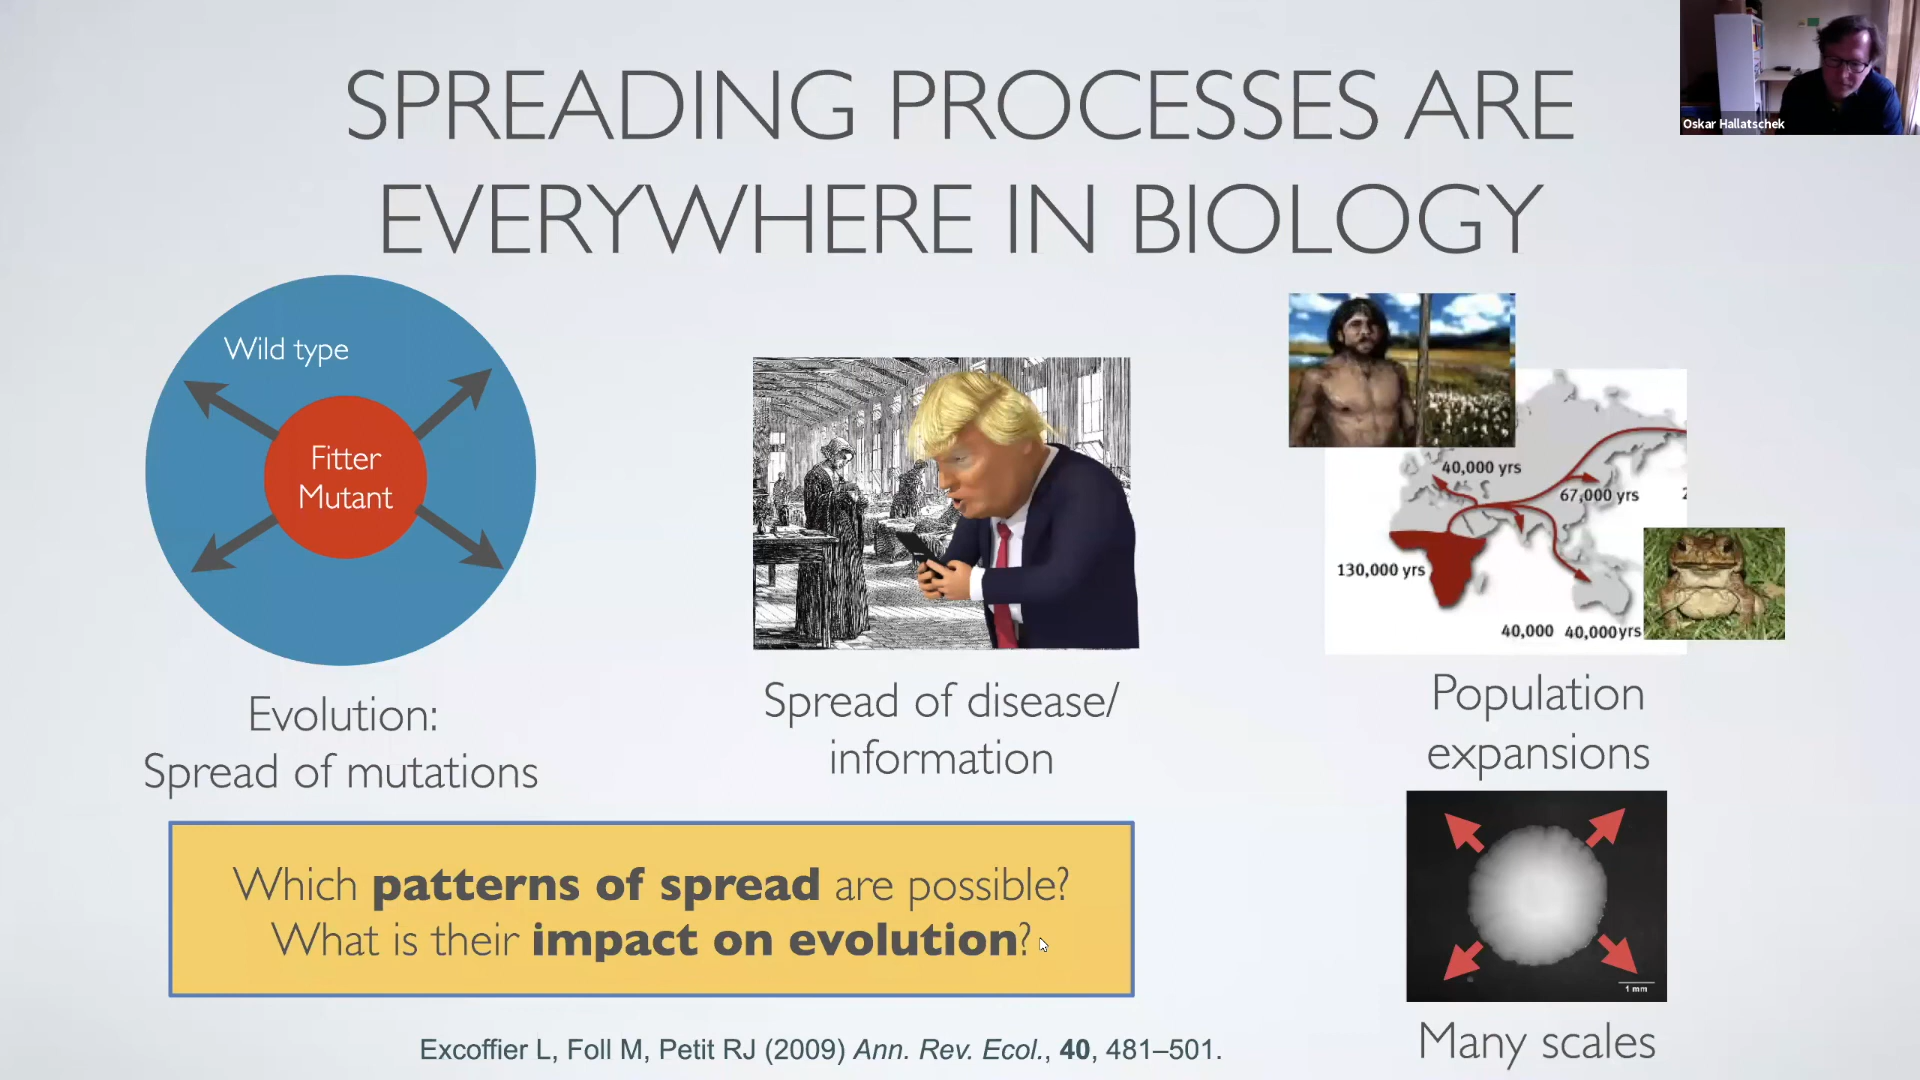 SPREADING PROCESSES ARE
EVERYWHERE IN BIOLOGY
Oskar Hallatschek
Wild type
Fitter
Mutant
Evolution:
Spread of mutations
Spread of disease/
information
40,000 yrs
67,000 yrs
2
130,000 yrs
40,000
40,000yrs
Population
expansions
1 mm
Many scales
Which patterns of spread are possible?
What is their impact on evolution?
Excoffier L, Foll M, Petit RJ (2009) Ann. Rev. Ecol., 40, 481–501.